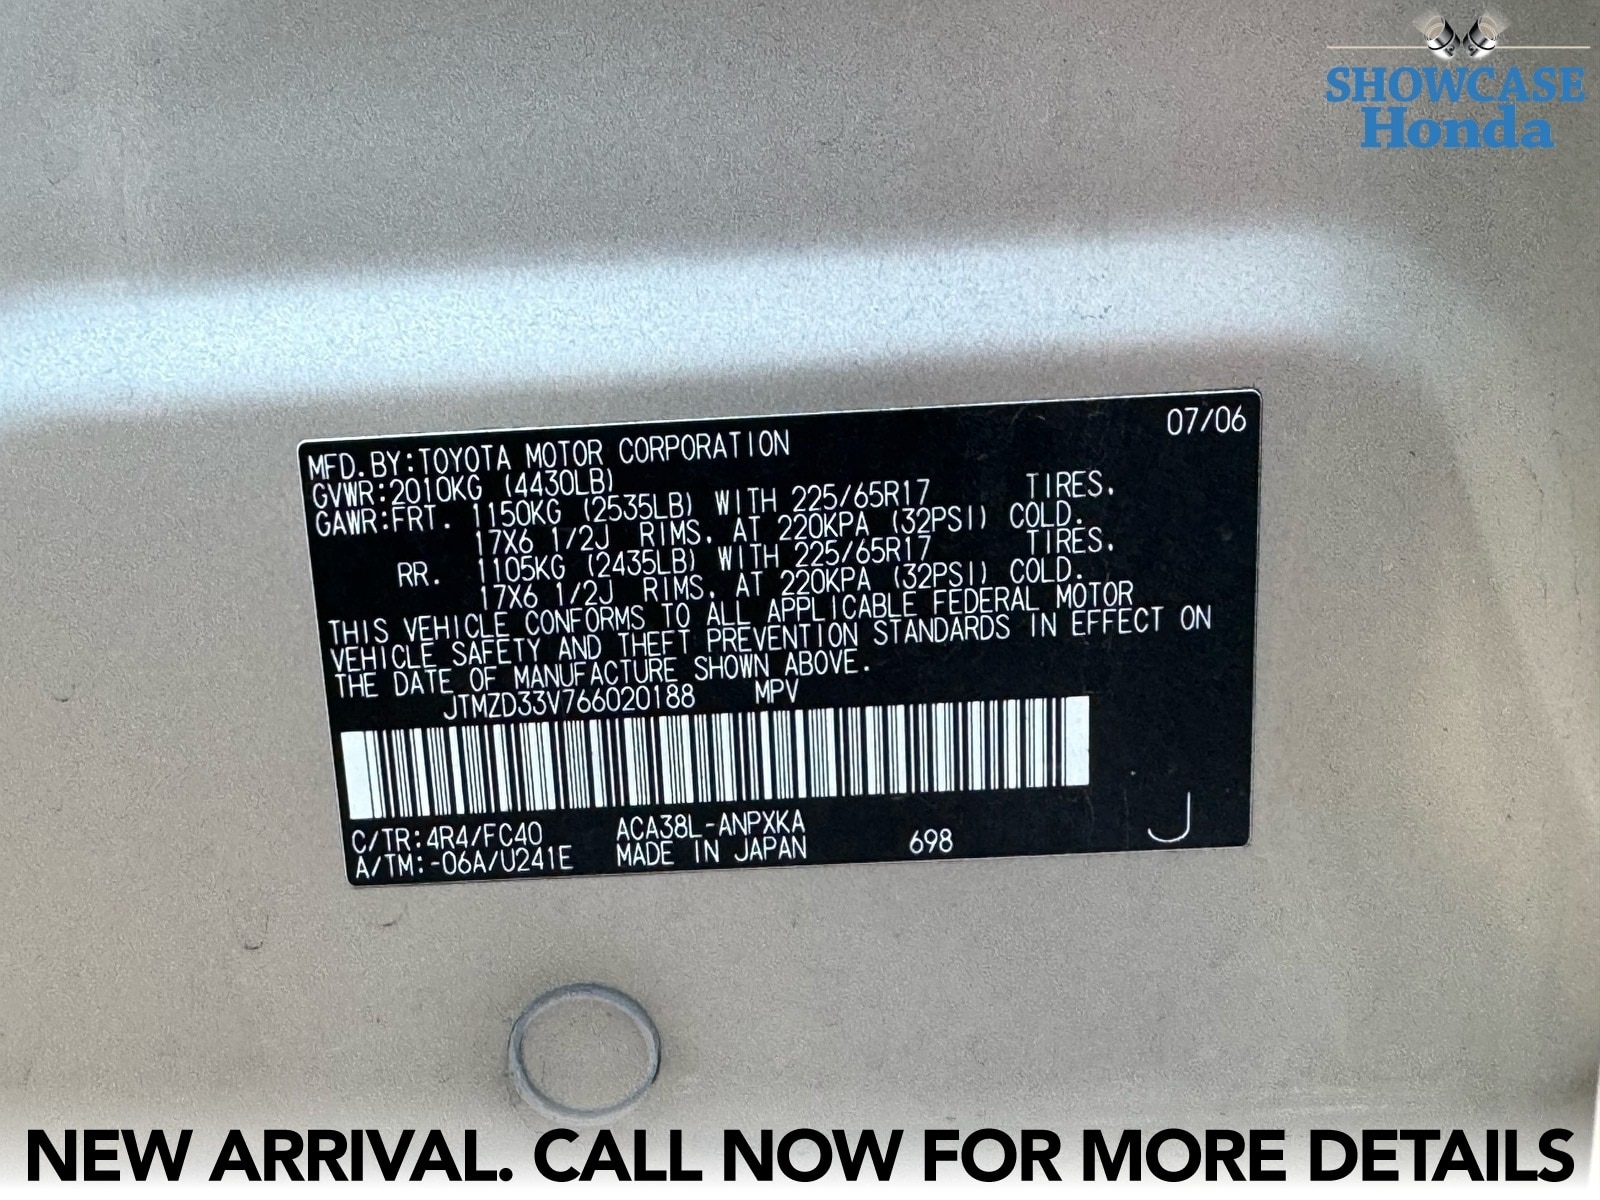 SHOWCASE
Honda
07/06
MFD.BY:TOYOTA MOTOR CORPORATION
GVWR:2010KG (4430LB)
GAWR:FRT. 1150KG (2535LB) WITH 225/65R17 TIRES.
17X6 1/2J RIMS, AT 220KPA (32PSI) COLD.
RR. 1105KG (2435LB) WITH 225/65R17 TIRES.
17X6 1/2J RIMS, AT 220KPA (32PSI) COLD.
THIS VEHICLE CONFORMS TO ALL APPLICABLE FEDERAL MOTOR
VEHICLE SAFETY AND THEFT PREVENTION STANDARDS IN EFFECT ON
THE DATE OF MANUFACTURE SHOWN ABOVE.
JTMZD33V766020188 MPV
C/TR:4R4/FC40 ACA38L-ANPXKA
A/TM:-06A/U241E MADE IN JAPAN 698 J
NEW ARRIVAL. CALL NOW FOR MORE DETAILS